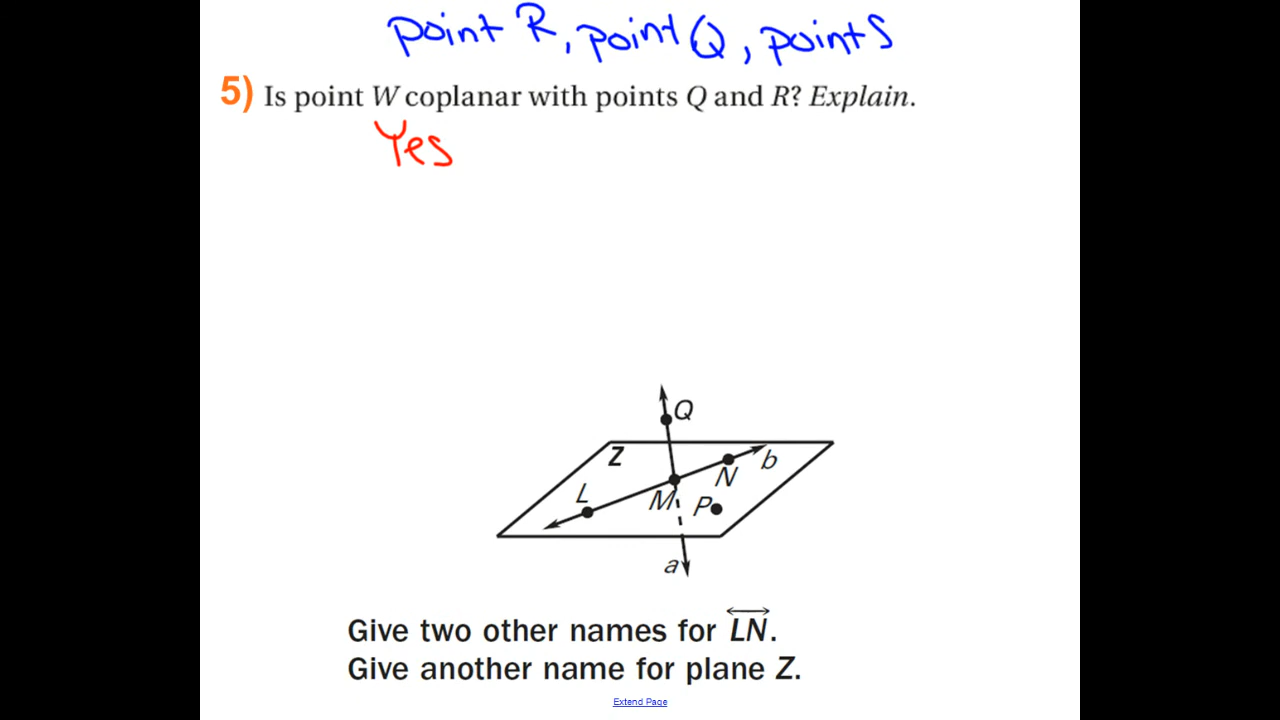 point R, point Q, point S
5) Is point W coplanar with points Q and R? Explain.
Yes
Q
Z
b
N
L
M
P
a
Give two other names for LN.
Give another name for plane Z.
Extend Page